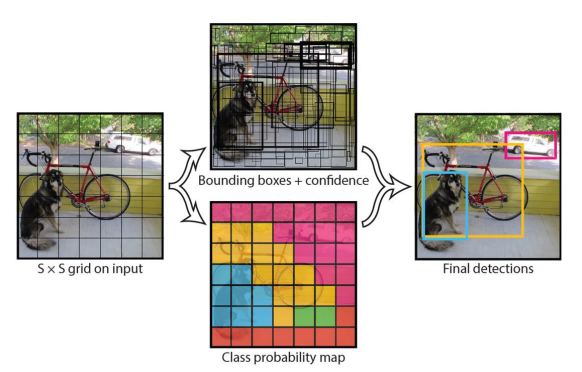 Bounding boxes + confidence
S × S grid on input
Final detections
Class probability map